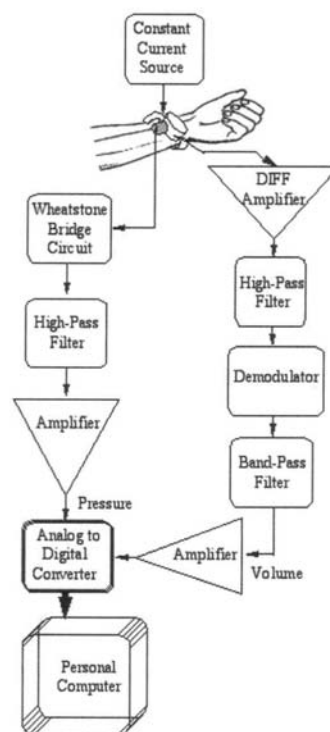 Constant
Current
Source
DIFF
Amplifier
Wheatstone
Bridge
Circuit
High-Pass
Filter
High-Pass
Filter
Demodulator
Amplifier
Band-Pass
Filter
Pressure
Analog to
Digital
Converter
Amplifier
Volume
Personal
Computer